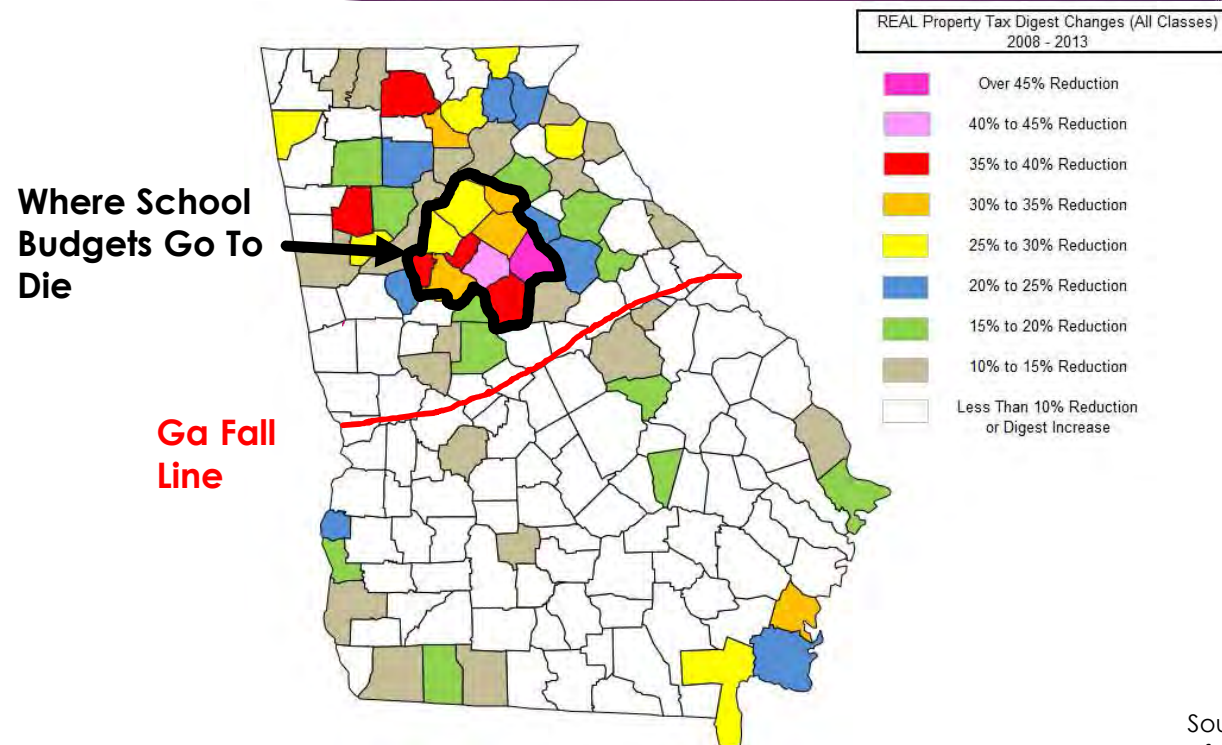 REAL Property Tax Digest Changes (All Classes)
2008 - 2013
Over 45% Reduction
40% to 45% Reduction
35% to 40% Reduction
30% to 35% Reduction
25% to 30% Reduction
20% to 25% Reduction
15% to 20% Reduction
10% to 15% Reduction
Less Than 10% Reduction
or Digest Increase
Where School
Budgets Go To
Die
Ga Fall
Line
Sou